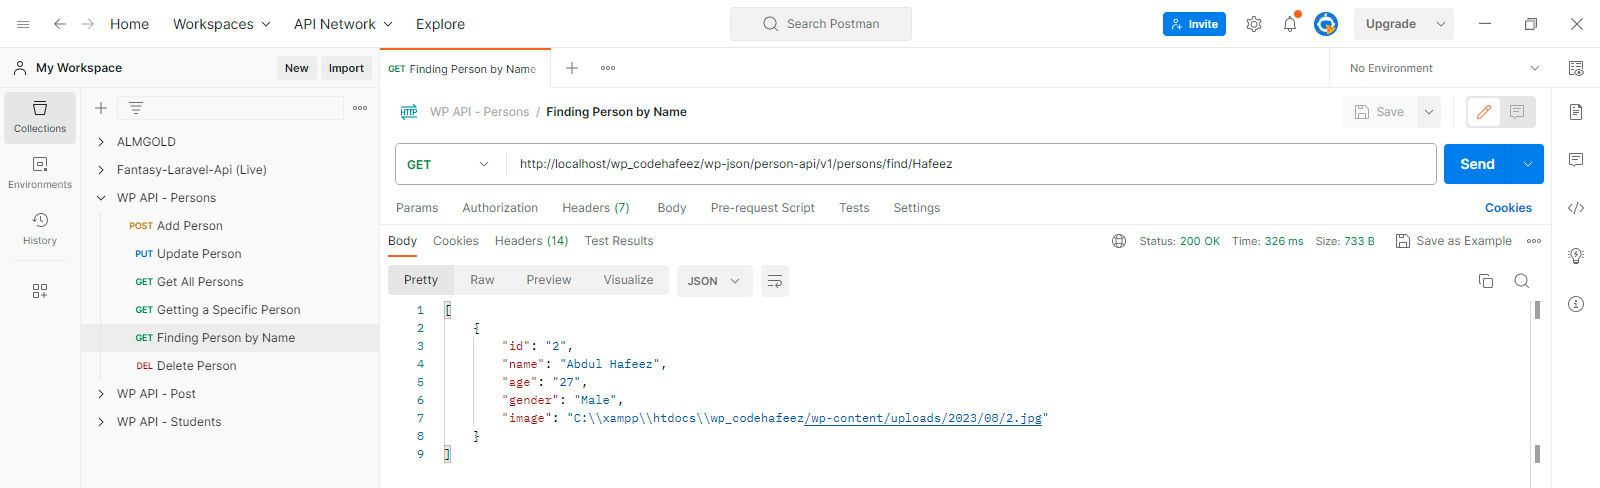 Home Workspaces API Network Explore Search Postman Invite Upgrade
My Workspace New Import GET Finding Person by Name No Environment
Collections
Environments
History
ALMGOLD
Fantasy-Laravel-Api (Live)
WP API - Persons
POST Add Person
PUT Update Person
GET Get All Persons
GET Getting a Specific Person
GET Finding Person by Name
DEL Delete Person
WP API - Post
WP API - Students
HTTP WP API - Persons / Finding Person by Name Save
GET http://localhost/wp_codehafeez/wp-json/person-api/v1/persons/find/Hafeez Send
Params Authorization Headers (7) Body Pre-request Script Tests Settings Cookies
Body Cookies Headers (14) Test Results Status: 200 OK Time: 326 ms Size: 733 B Save as Example
Pretty Raw Preview Visualize JSON
1 [
2 {
3 "id": "2",
4 "name": "Abdul Hafeez",
5 "age": "27",
6 "gender": "Male",
7 "image": "C:\\xampp\\htdocs\\wp_codehafeez/wp-content/uploads/2023/08/2.jpg"
8 }
9 ]